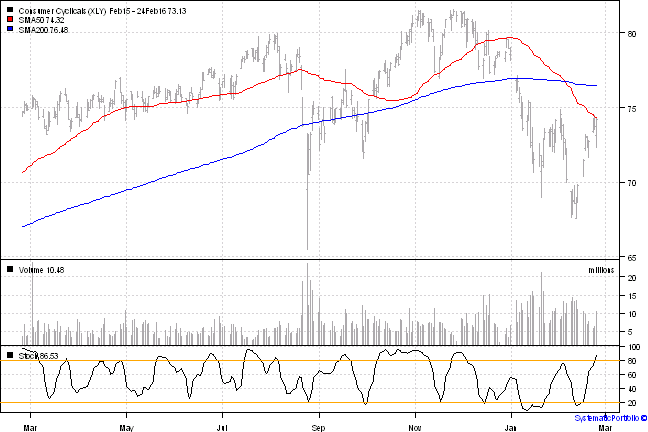 Consumer Cyclicals (XLY) Feb15 - 24Feb16 73.13
SMA50 74.32
SMA200 76.48
80
75
70
65
Volume 10.48
millions
20
15
10
5
Stoch 86.53
100
80
60
40
20
SystematicPortfolio ©
Mar
May
Jul
Sep
Nov
Jan
Mar